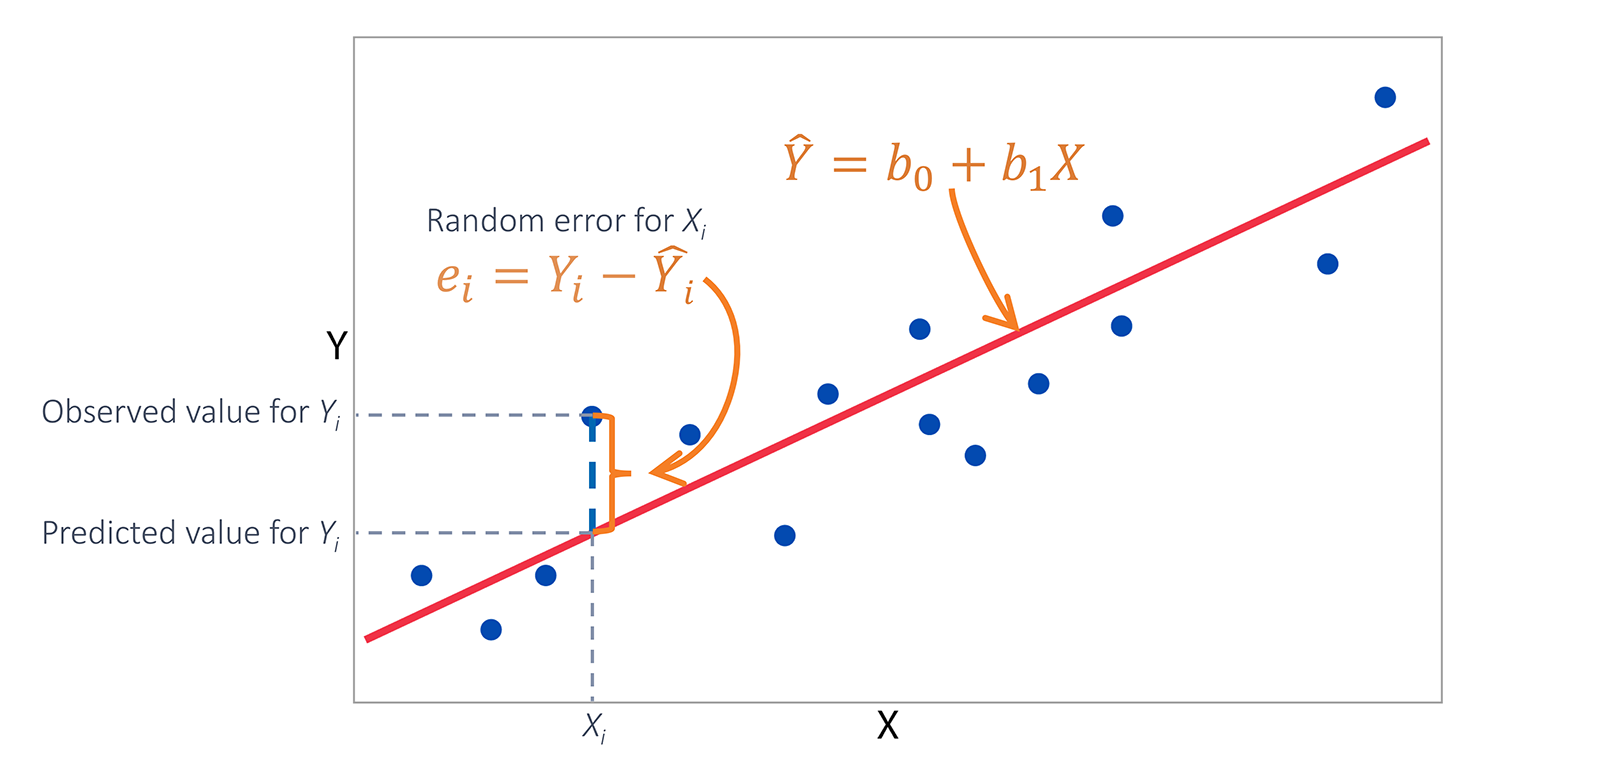 Ŷ = b₀ + b₁X
Random error for Xᵢ
eᵢ = Yᵢ − Ŷᵢ
Y
Observed value for Yᵢ
Predicted value for Yᵢ
Xᵢ
X